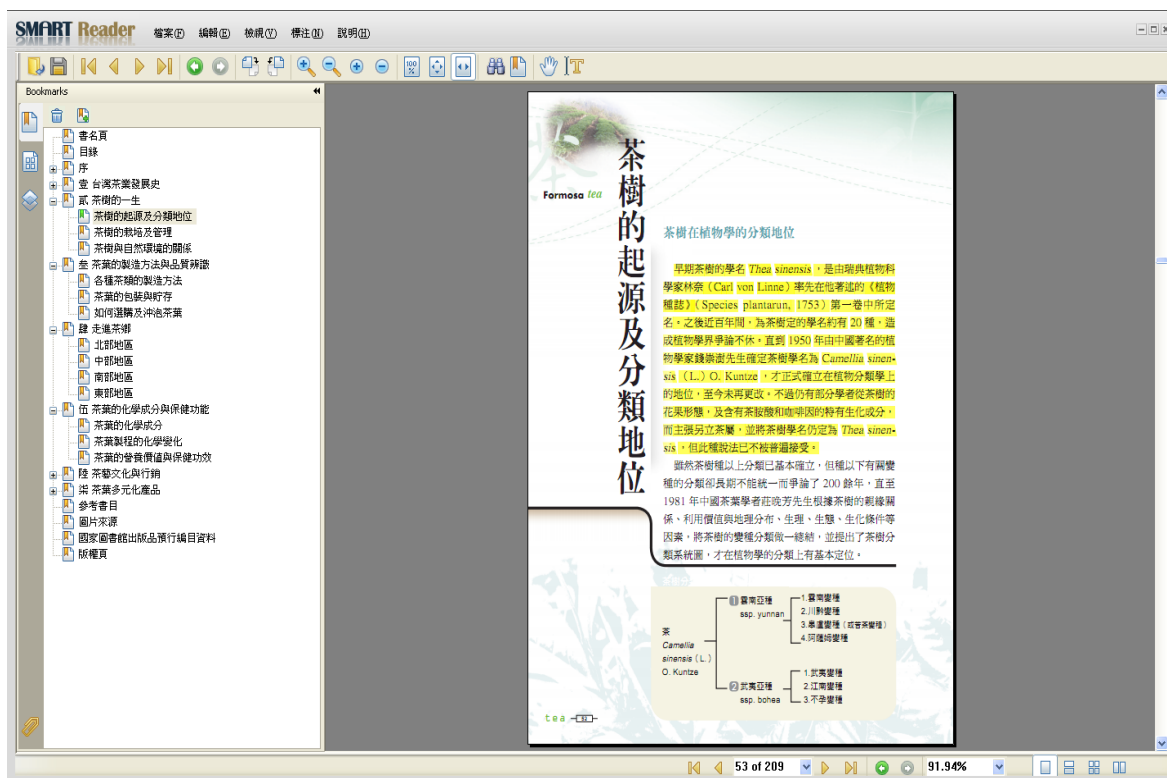 SMART Reader 檔案(F) 編輯(E) 檢視(V) 標注(N) 說明(H)
100%
Bookmarks
書名頁
目錄
序
壹 台灣茶業發展史
貳 茶樹的一生
茶樹的起源及分類地位
茶樹的栽培及管理
茶樹與自然環境的關係
叁 茶葉的製造方法與品質辨識
各種茶類的製造方法
茶葉的包裝與貯存
如何選購及沖泡茶葉
肆 走進茶鄉
北部地區
中部地區
南部地區
東部地區
伍 茶葉的化學成分與保健功能
茶葉的化學成分
茶葉製程的化學變化
茶葉的營養價值與保健功效
陸 茶藝文化與行銷
柒 茶葉多元化產品
參考書目
圖片來源
國家圖書館出版品預行編目資料
版權頁
茶
Formosa tea
茶樹的起源及分類地位
茶樹在植物學的分類地位
早期茶樹的學名 Thea sinensis，是由瑞典植物科
學家林奈（Carl von Linne）率先在他著述的《植物
種誌》（Species plantarun, 1753）第一卷中所定
名。之後近百年間，為茶樹定的學名約有 20 種，造
成植物學界爭論不休。直到 1950 年由中國著名的植
物學家錢崇澍先生確定茶樹學名為 Camellia sinen-
sis （L.）O. Kuntze，才正式確立在植物分類學上
的地位，至今未再更改。不過仍有部分學者從茶樹的
花果形態，及含有茶胺酸和咖啡因的特有生化成分，
而主張另立茶屬，並將茶樹學名仍定為 Thea sinen-
sis，但此種說法已不被普遍接受。
雖然茶樹種以上分類已基本確立，但種以下有關變
種的分類卻長期不能統一而爭論了 200 餘年，直至
1981 年中國茶葉學者莊晚芳先生根據茶樹的親緣關
係、利用價值與地理分布、生理、生態、生化條件等
因素，將茶樹的變種分類做一總結，並提出了茶樹分
類系統圖，才在植物學的分類上有基本定位。
茶
Camellia
sinensis（L.）
O. Kuntze
1 雲南亞種
ssp. yunnan
1.雲南變種
2.川黔變種
3.皋盧變種（或苦茶變種）
4.阿薩姆變種
2 武夷亞種
ssp. bohea
1.武夷變種
2.江南變種
3.不孕變種
tea 52
53 of 209 91.94%